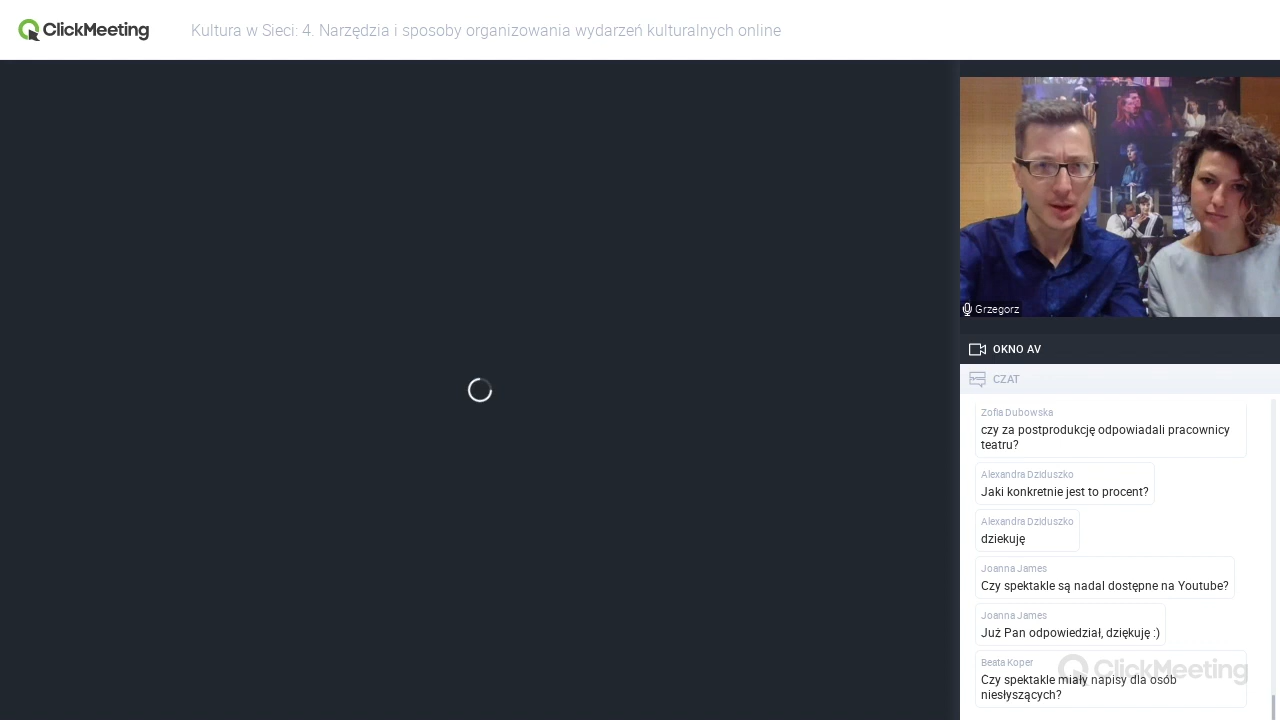 ClickMeeting
Kultura w Sieci: 4. Narzędzia i sposoby organizowania wydarzeń kulturalnych online
Grzegorz
OKNO AV
CZAT
Zofia Dubowska
czy za postprodukcję odpowiadali pracownicy
teatru?
Alexandra Dziduszko
Jaki konkretnie jest to procent?
Alexandra Dziduszko
dziekuję
Joanna James
Czy spektakle są nadal dostępne na Youtube?
Joanna James
Już Pan odpowiedział, dziękuję :)
Beata Koper
Czy spektakle miały napisy dla osób
niesłyszących?
ClickMeeting